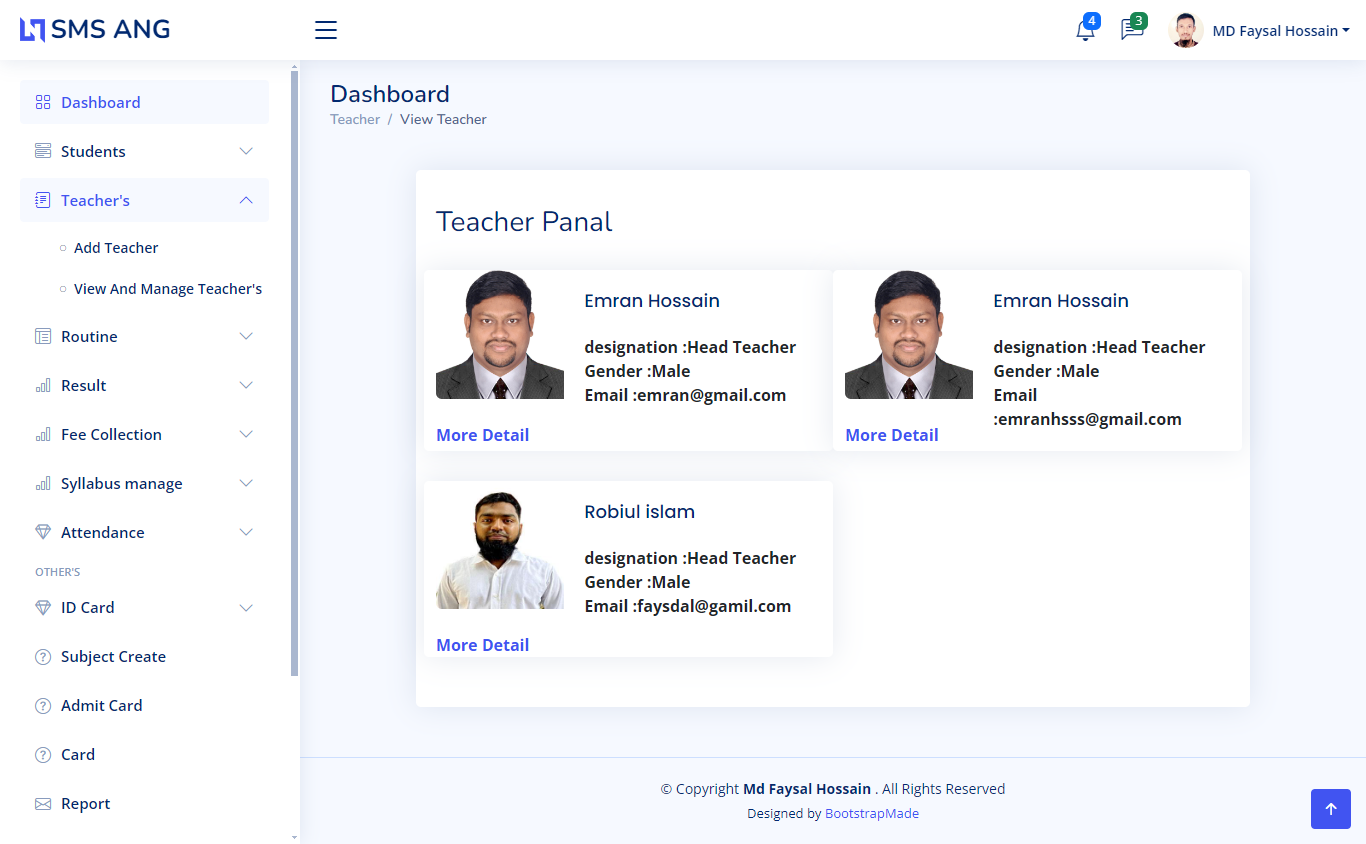 SMS ANG
4
3
MD Faysal Hossain
Dashboard
Students
Teacher's
Add Teacher
View And Manage Teacher's
Routine
Result
Fee Collection
Syllabus manage
Attendance
OTHER'S
ID Card
Subject Create
Admit Card
Card
Report
Dashboard
Teacher / View Teacher
Teacher Panal
Emran Hossain
designation :Head Teacher
Gender :Male
Email :emran@gmail.com
More Detail
Emran Hossain
designation :Head Teacher
Gender :Male
Email
:emranhsss@gmail.com
More Detail
Robiul islam
designation :Head Teacher
Gender :Male
Email :faysdal@gamil.com
More Detail
© Copyright Md Faysal Hossain . All Rights Reserved
Designed by BootstrapMade